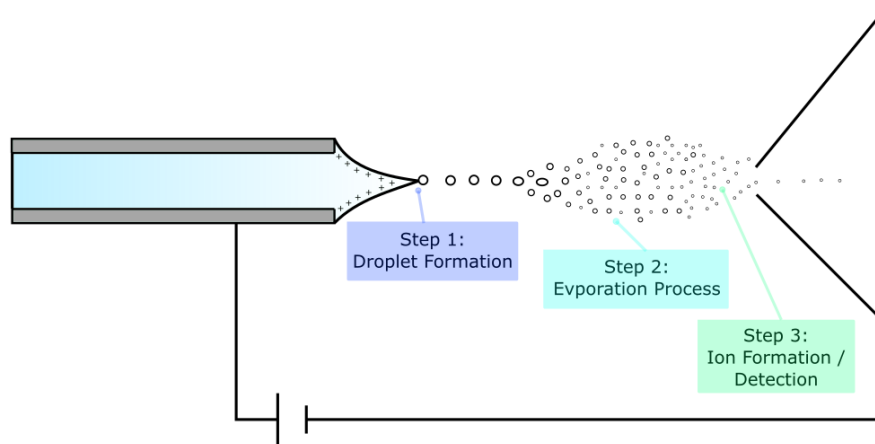 Step 1:
Droplet Formation
Step 2:
Evporation Process
Step 3:
Ion Formation /
Detection